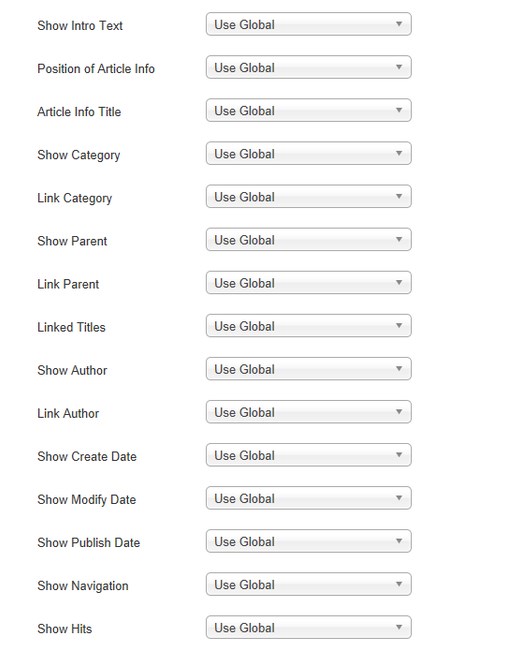 Show Intro Text Use Global
Position of Article Info Use Global
Article Info Title Use Global
Show Category Use Global
Link Category Use Global
Show Parent Use Global
Link Parent Use Global
Linked Titles Use Global
Show Author Use Global
Link Author Use Global
Show Create Date Use Global
Show Modify Date Use Global
Show Publish Date Use Global
Show Navigation Use Global
Show Hits Use Global